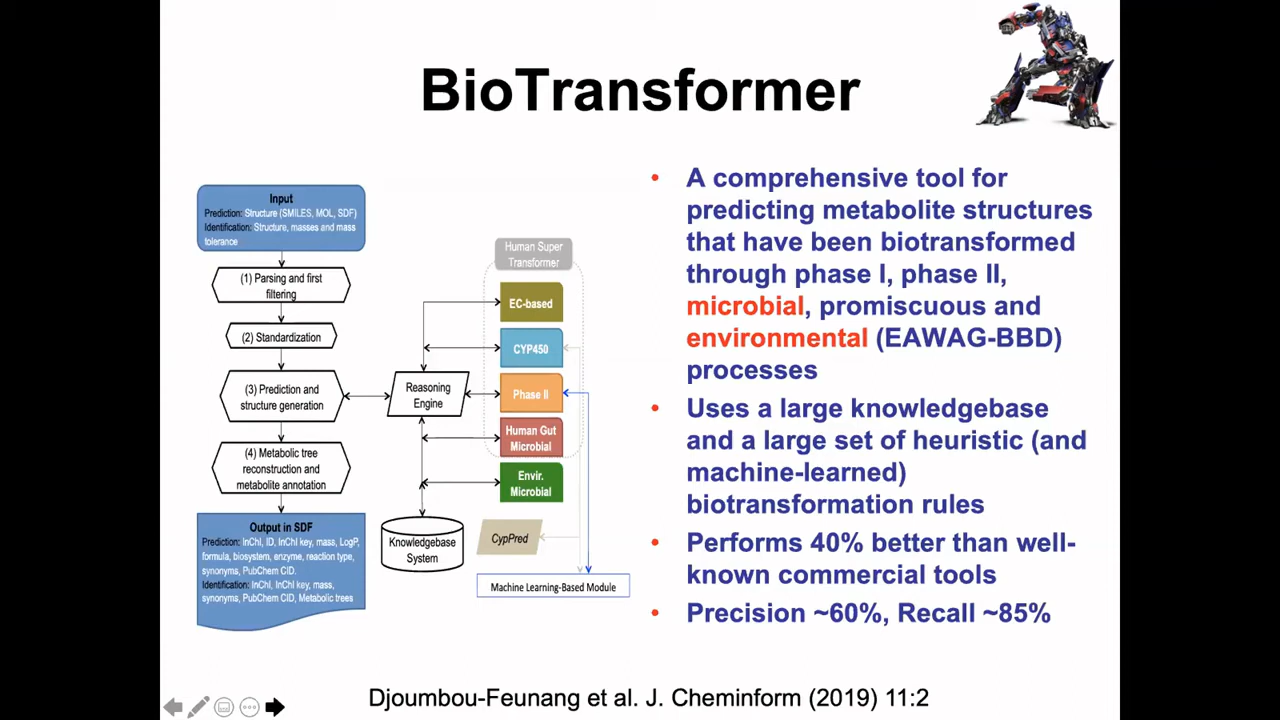 BioTransformer
Input
Prediction: Structure (SMILES, MOL, SDF)
Identification: Structure, masses and mass
tolerance
(1) Parsing and first
filtering
(2) Standardization
(3) Prediction and
structure generation
(4) Metabolic tree
reconstruction and
metabolite annotation
Output in SDF
Prediction: InChI, ID, InChI key, mass, LogP,
formula, biosystem, enzyme, reaction type,
synonyms, PubChem CID.
Identification: InChI, InChI key, mass,
synonyms, PubChem CID, Metabolic trees
Reasoning
Engine
Knowledgebase
System
Human Super
Transformer
EC-based
CYP450
Phase II
Human Gut
Microbial
Envir.
Microbial
CypPred
Machine Learning-Based Module
• A comprehensive tool for
predicting metabolite structures
that have been biotransformed
through phase I, phase II,
microbial, promiscuous and
environmental (EAWAG-BBD)
processes
• Uses a large knowledgebase
and a large set of heuristic (and
machine-learned)
biotransformation rules
• Performs 40% better than well-
known commercial tools
• Precision ~60%, Recall ~85%
Djoumbou-Feunang et al. J. Cheminform (2019) 11:2